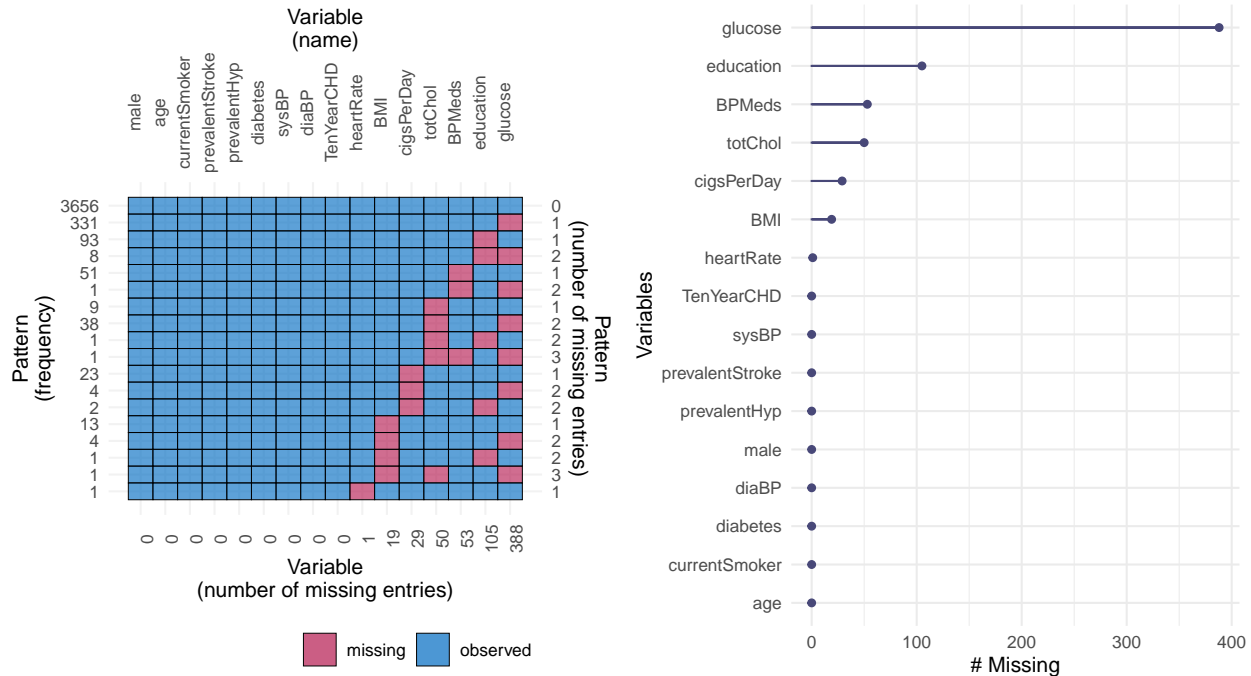 Variable
(name)
male
age
currentSmoker
prevalentStroke
prevalentHyp
diabetes
sysBP
diaBP
TenYearCHD
heartRate
BMI
cigsPerDay
totChol
BPMeds
education
glucose
Pattern
(frequency)
3656
331
93
8
51
1
9
38
1
1
23
4
2
13
4
1
1
1
0
1
1
2
1
2
1
2
2
3
1
2
2
1
2
2
3
1
Pattern
(number of missing entries)
0
0
0
0
0
0
0
0
0
1
19
29
50
53
105
388
Variable
(number of missing entries)
missing
observed
Variables
glucose
education
BPMeds
totChol
cigsPerDay
BMI
heartRate
TenYearCHD
sysBP
prevalentStroke
prevalentHyp
male
diaBP
diabetes
currentSmoker
age
0 100 200 300 400
# Missing